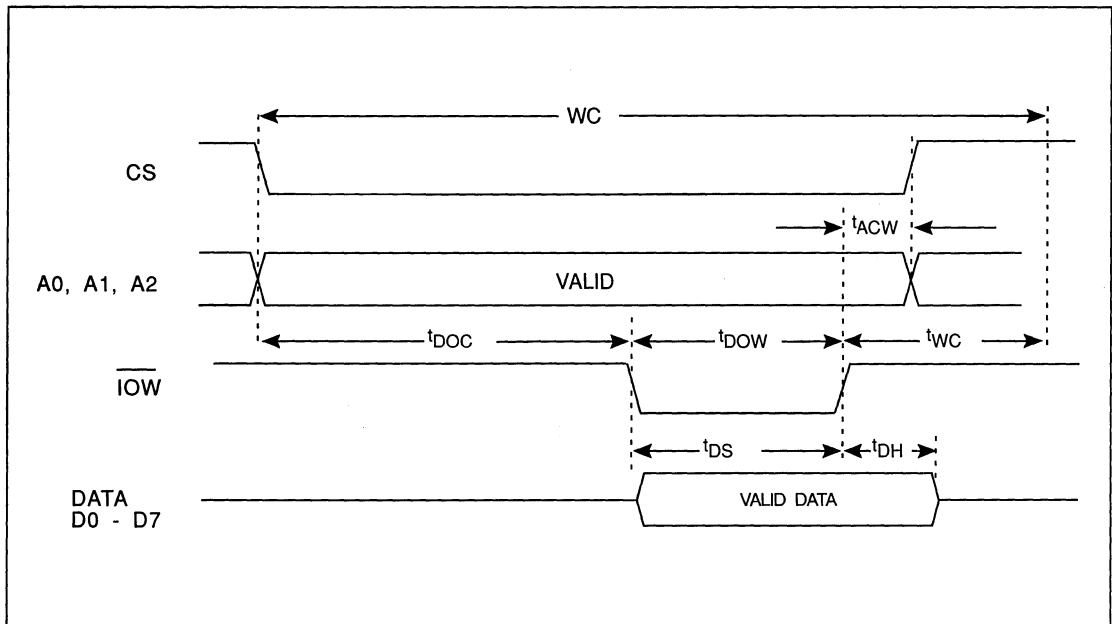 WC
CS
tACW
A0, A1, A2
VALID
tDOC
tDOW
tWC
IOW
tDS
tDH
DATA
VALID DATA
D0 - D7